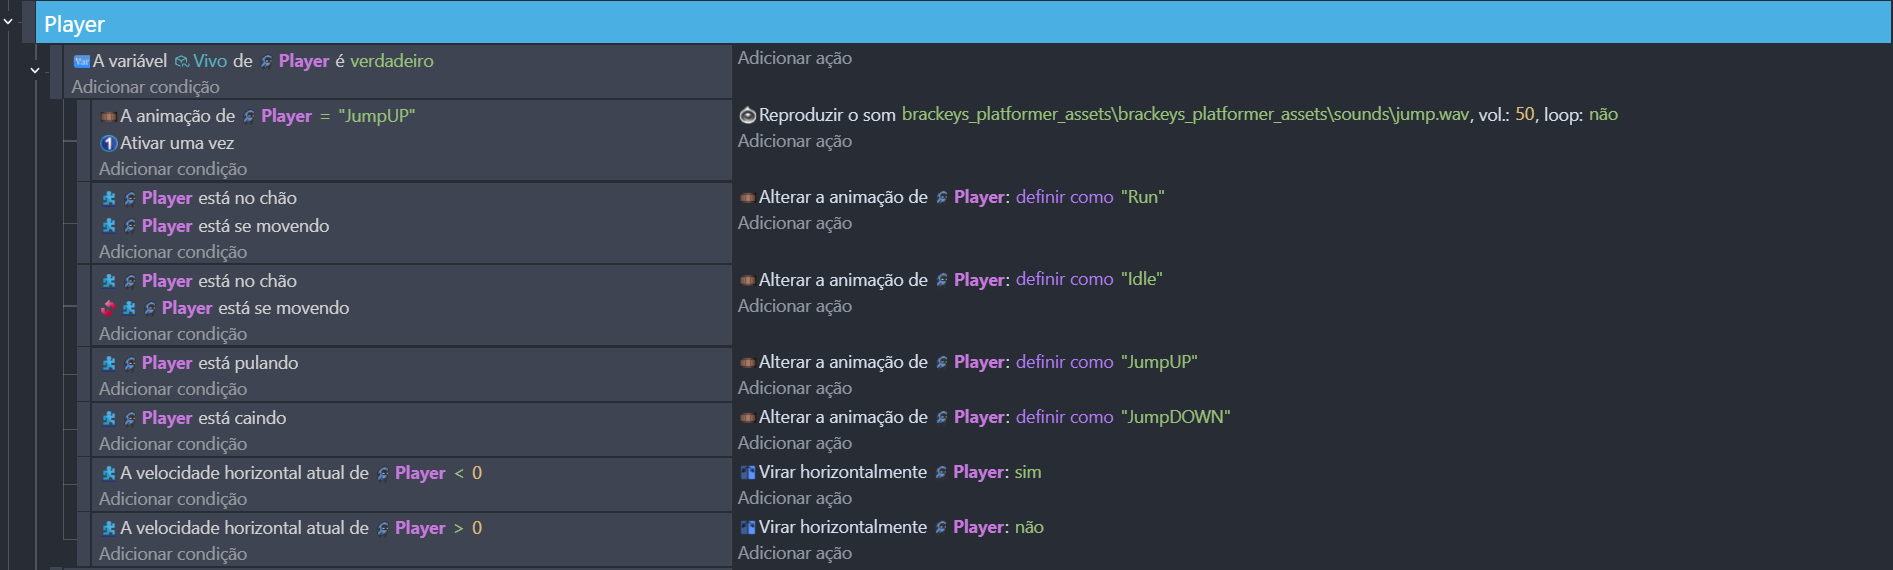 Player
A variável Vivo de Player é verdadeiro
Adicionar ação
Adicionar condição
A animação de Player = "JumpUP"
Reproduzir o som brackeys_platformer_assets\brackeys_platformer_assets\sounds\jump.wav, vol.: 50, loop: não
Ativar uma vez
Adicionar ação
Adicionar condição
Player está no chão
Alterar a animação de Player: definir como "Run"
Player está se movendo
Adicionar ação
Adicionar condição
Player está no chão
Alterar a animação de Player: definir como "Idle"
Player está se movendo
Adicionar ação
Adicionar condição
Player está pulando
Alterar a animação de Player: definir como "JumpUP"
Adicionar condição
Adicionar ação
Player está caindo
Alterar a animação de Player: definir como "JumpDOWN"
Adicionar condição
Adicionar ação
A velocidade horizontal atual de Player < 0
Virar horizontalmente Player: sim
Adicionar condição
Adicionar ação
A velocidade horizontal atual de Player > 0
Virar horizontalmente Player: não
Adicionar condição
Adicionar ação